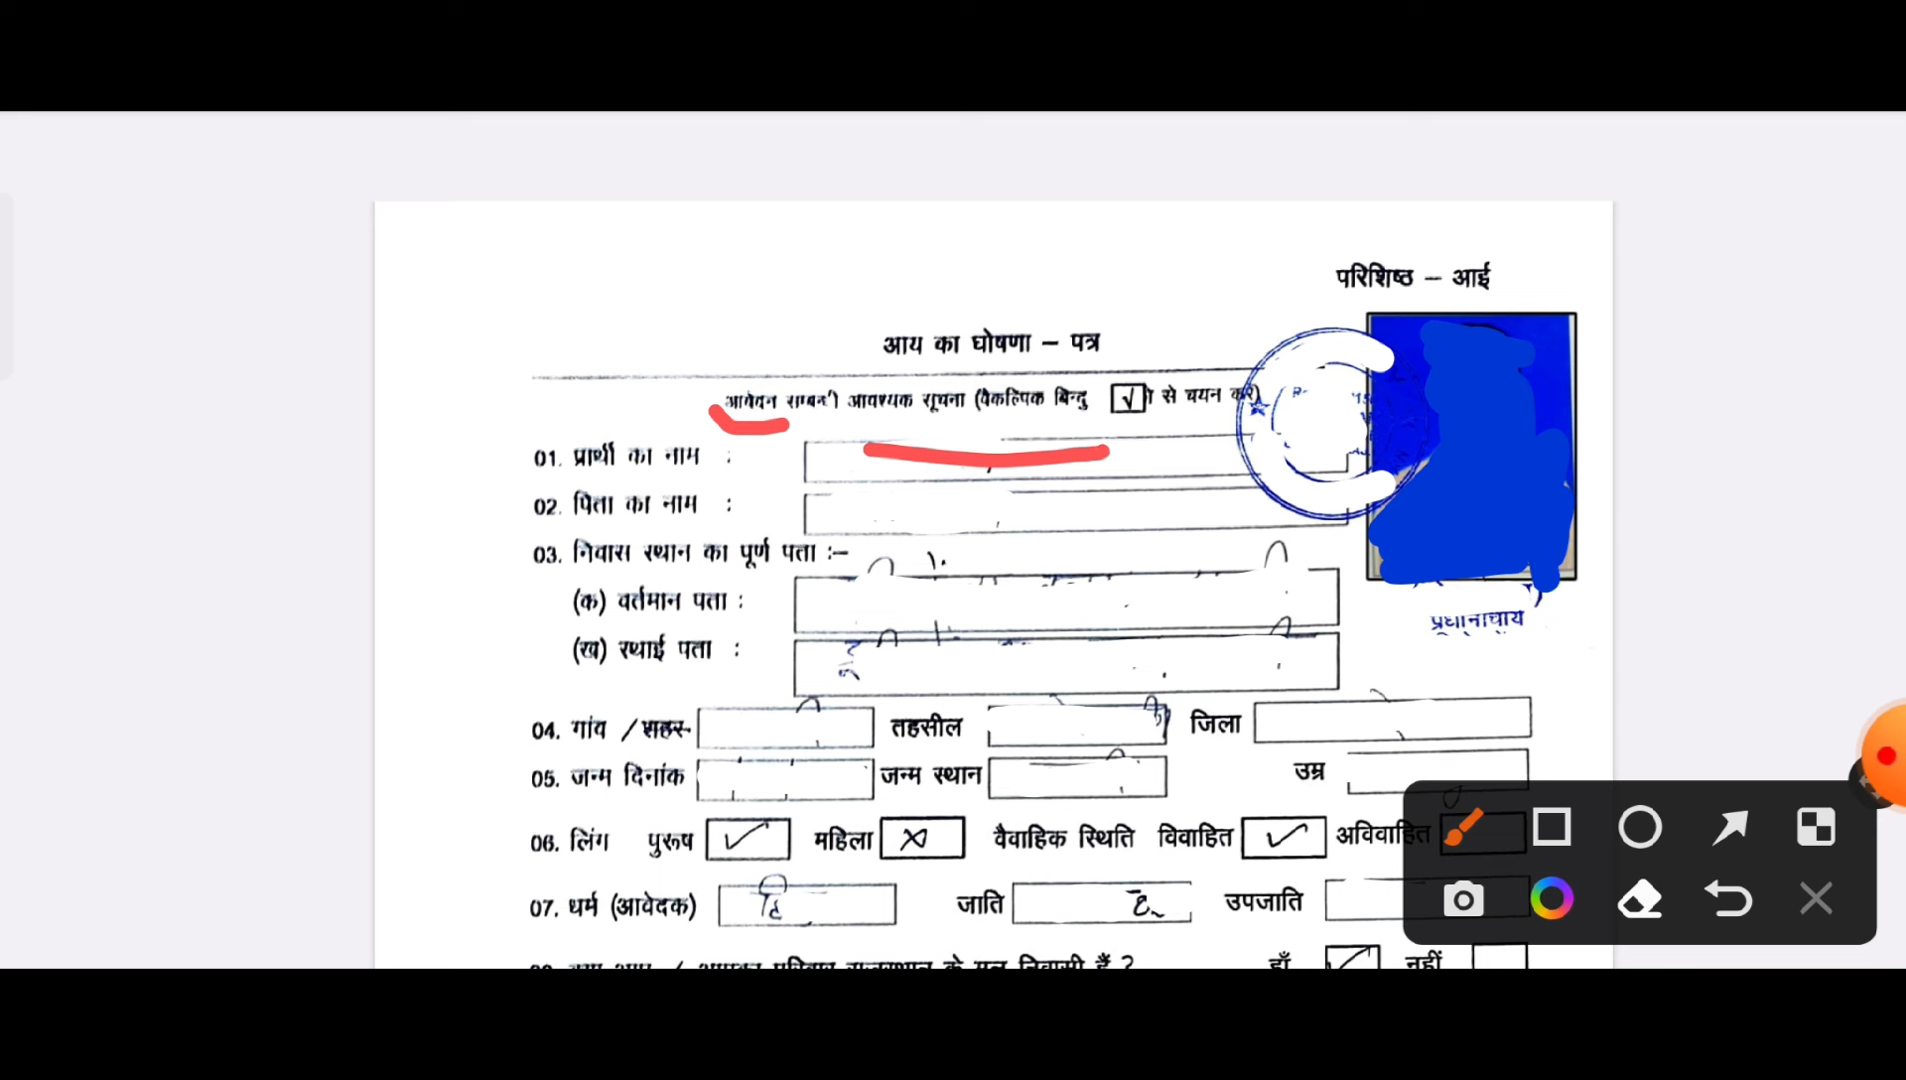 परिशिष्ठ – आई
आय का घोषणा – पत्र
आवेदन सम्बन्धी आवश्यक सूचना (वैकल्पिक बिन्दु √ से चयन करे)
01. प्रार्थी का नाम :
02. पिता का नाम :
03. निवास स्थान का पूर्ण पता :–
(क) वर्तमान पता :
प्रधानाचार्य
(ख) स्थाई पता :
04. गांव / शहर तहसील जिला
05. जन्म दिनांक जन्म स्थान उम्र
06. लिंग पुरूष महिला वैवाहिक स्थिति विवाहित अविवाहित
07. धर्म (आवेदक) जाति उपजाति
हाँ नहीं